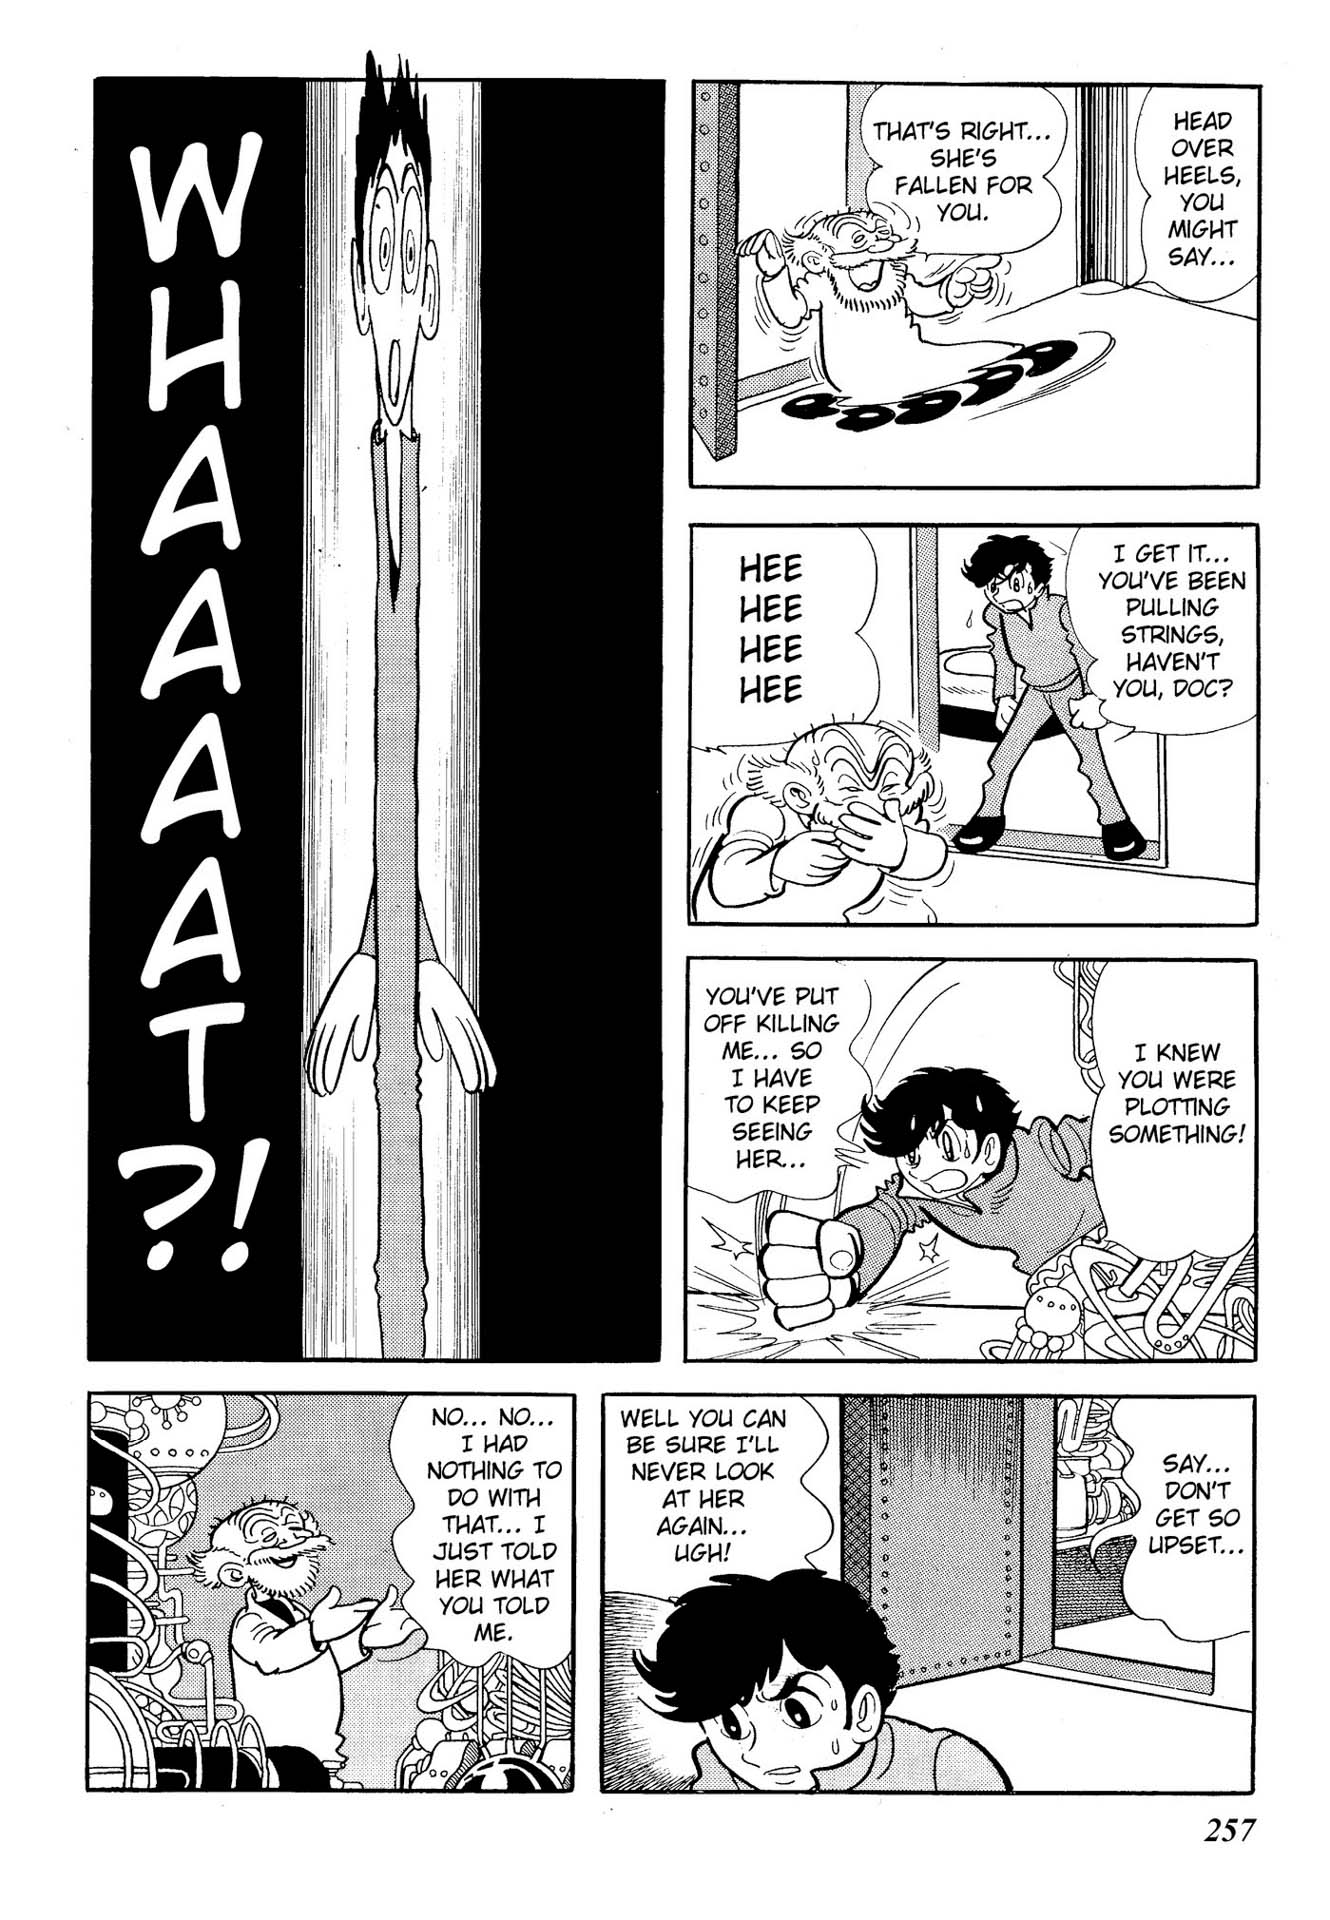 HEAD
OVER
HEELS,
YOU
MIGHT
SAY...
THAT'S RIGHT...
SHE'S
FALLEN FOR
YOU.
I GET IT...
YOU'VE BEEN
PULLING
STRINGS,
HAVEN'T
YOU, DOC?
HEE
HEE
HEE
HEE
I KNEW
YOU WERE
PLOTTING
SOMETHING!
YOU'VE PUT
OFF KILLING
ME... SO
I HAVE
TO KEEP
SEEING
HER...
WHAAAAT?!
SAY...
DON'T
GET SO
UPSET...
WELL YOU CAN
BE SURE I'LL
NEVER LOOK
AT HER
AGAIN...
UGH!
NO... NO...
I HAD
NOTHING TO
DO WITH
THAT... I
JUST TOLD
HER WHAT
YOU TOLD
ME.
257